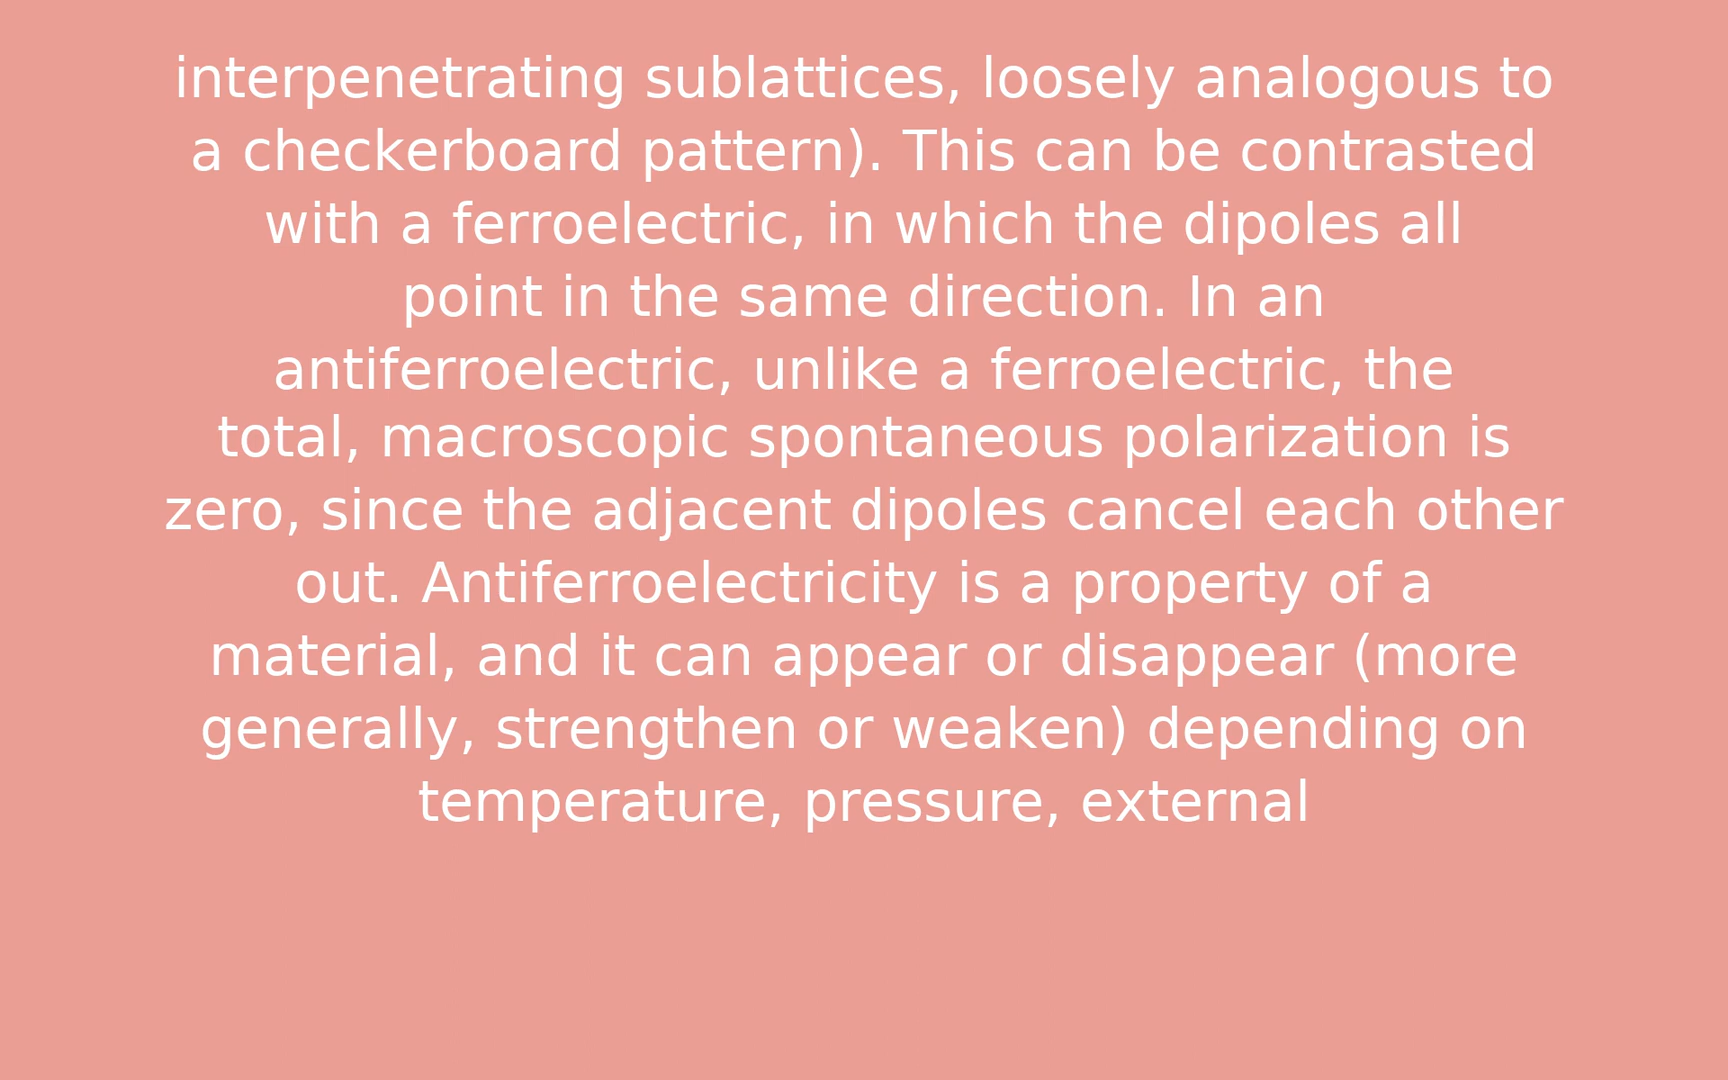 interpenetrating sublattices, loosely analogous to
a checkerboard pattern). This can be contrasted
with a ferroelectric, in which the dipoles all
point in the same direction. In an
antiferroelectric, unlike a ferroelectric, the
total, macroscopic spontaneous polarization is
zero, since the adjacent dipoles cancel each other
out. Antiferroelectricity is a property of a
material, and it can appear or disappear (more
generally, strengthen or weaken) depending on
temperature, pressure, external